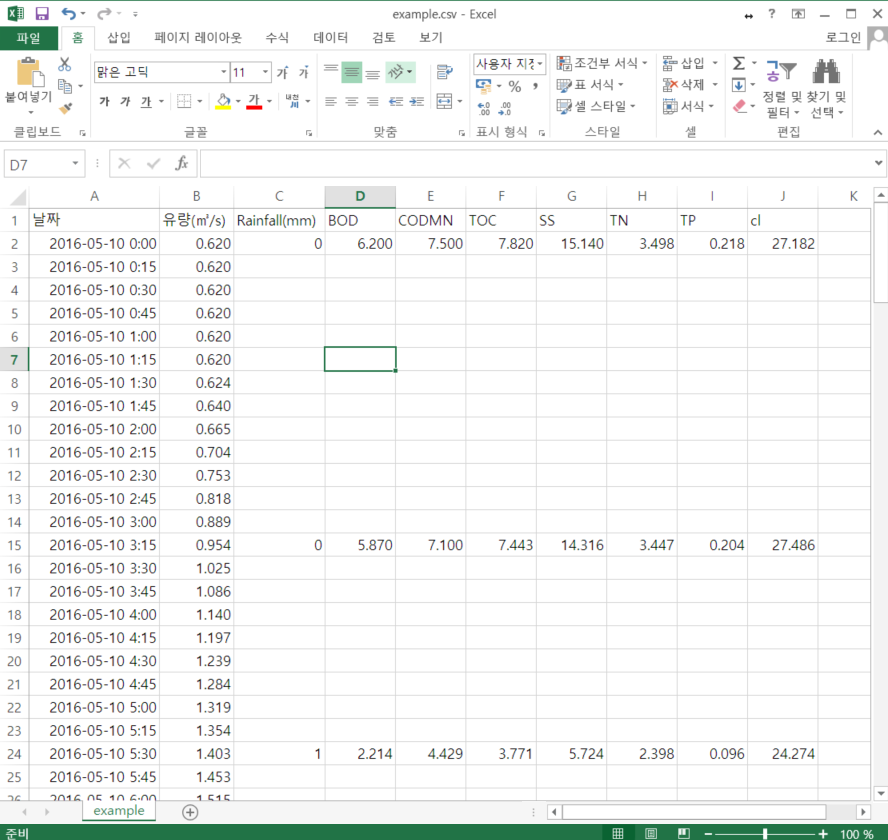 example.csv - Excel
파일 홈 삽입 페이지 레이아웃 수식 데이터 검토 보기 로그인
붙여넣기
맑은 고딕 11
가 가 가
사용자 지정
%
조건부 서식
표 서식
셀 스타일
삽입
삭제
서식
정렬 및 필터
찾기 및 선택
클립보드 글꼴 맞춤 표시 형식 스타일 셀 편집
D7 fx
A B C D E F G H I J K
1 날짜 유량(㎥/s) Rainfall(mm) BOD CODMN TOC SS TN TP cl
2 2016-05-10 0:00 0.620 0 6.200 7.500 7.820 15.140 3.498 0.218 27.182
3 2016-05-10 0:15 0.620
4 2016-05-10 0:30 0.620
5 2016-05-10 0:45 0.620
6 2016-05-10 1:00 0.620
7 2016-05-10 1:15 0.620
8 2016-05-10 1:30 0.624
9 2016-05-10 1:45 0.640
10 2016-05-10 2:00 0.665
11 2016-05-10 2:15 0.704
12 2016-05-10 2:30 0.753
13 2016-05-10 2:45 0.818
14 2016-05-10 3:00 0.889
15 2016-05-10 3:15 0.954 0 5.870 7.100 7.443 14.316 3.447 0.204 27.486
16 2016-05-10 3:30 1.025
17 2016-05-10 3:45 1.086
18 2016-05-10 4:00 1.140
19 2016-05-10 4:15 1.197
20 2016-05-10 4:30 1.239
21 2016-05-10 4:45 1.284
22 2016-05-10 5:00 1.319
23 2016-05-10 5:15 1.354
24 2016-05-10 5:30 1.403 1 2.214 4.429 3.771 5.724 2.398 0.096 24.274
25 2016-05-10 5:45 1.453
26 2016-05-10 6:00 1.515
example
준비 100 %